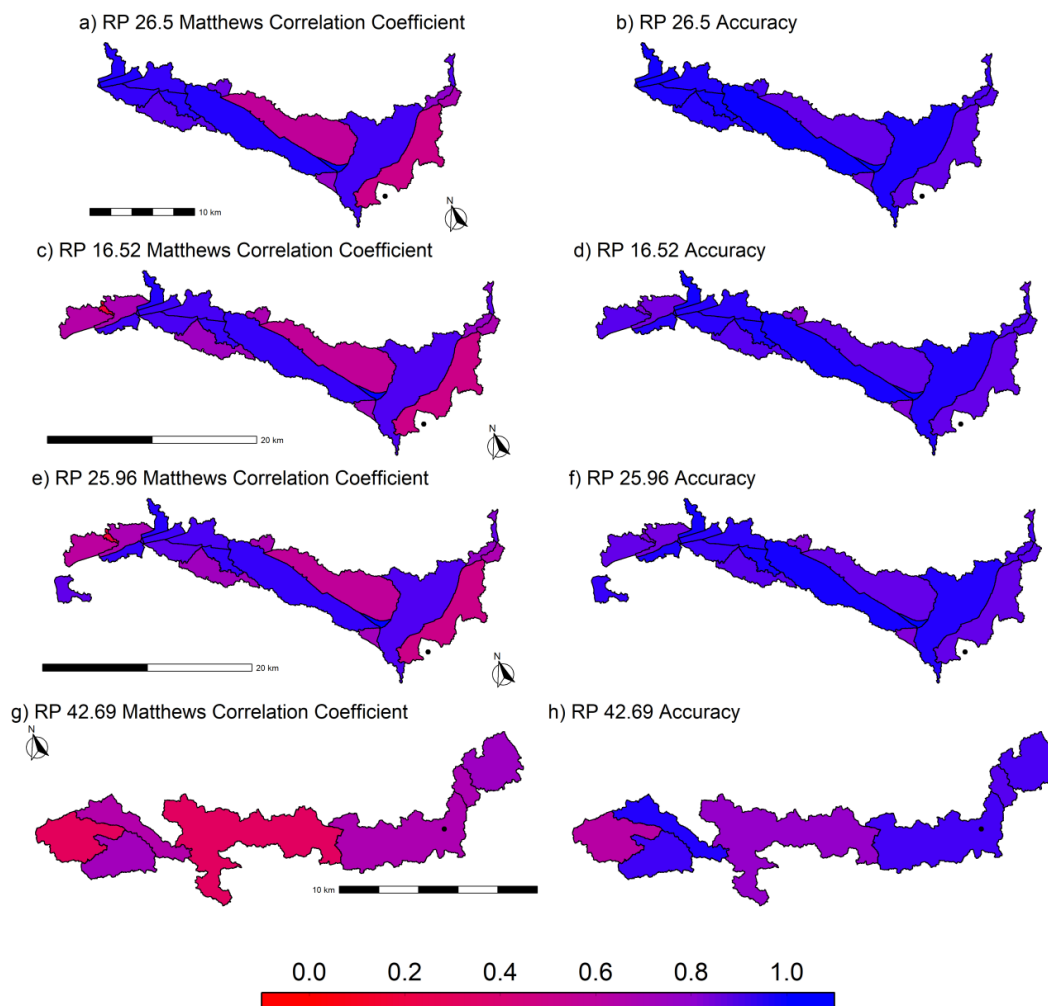 a) RP 26.5 Matthews Correlation Coefficient
b) RP 26.5 Accuracy
10 km
N
c) RP 16.52 Matthews Correlation Coefficient
d) RP 16.52 Accuracy
20 km
N
e) RP 25.96 Matthews Correlation Coefficient
f) RP 25.96 Accuracy
20 km
N
g) RP 42.69 Matthews Correlation Coefficient
h) RP 42.69 Accuracy
N
10 km
0.0 0.2 0.4 0.6 0.8 1.0